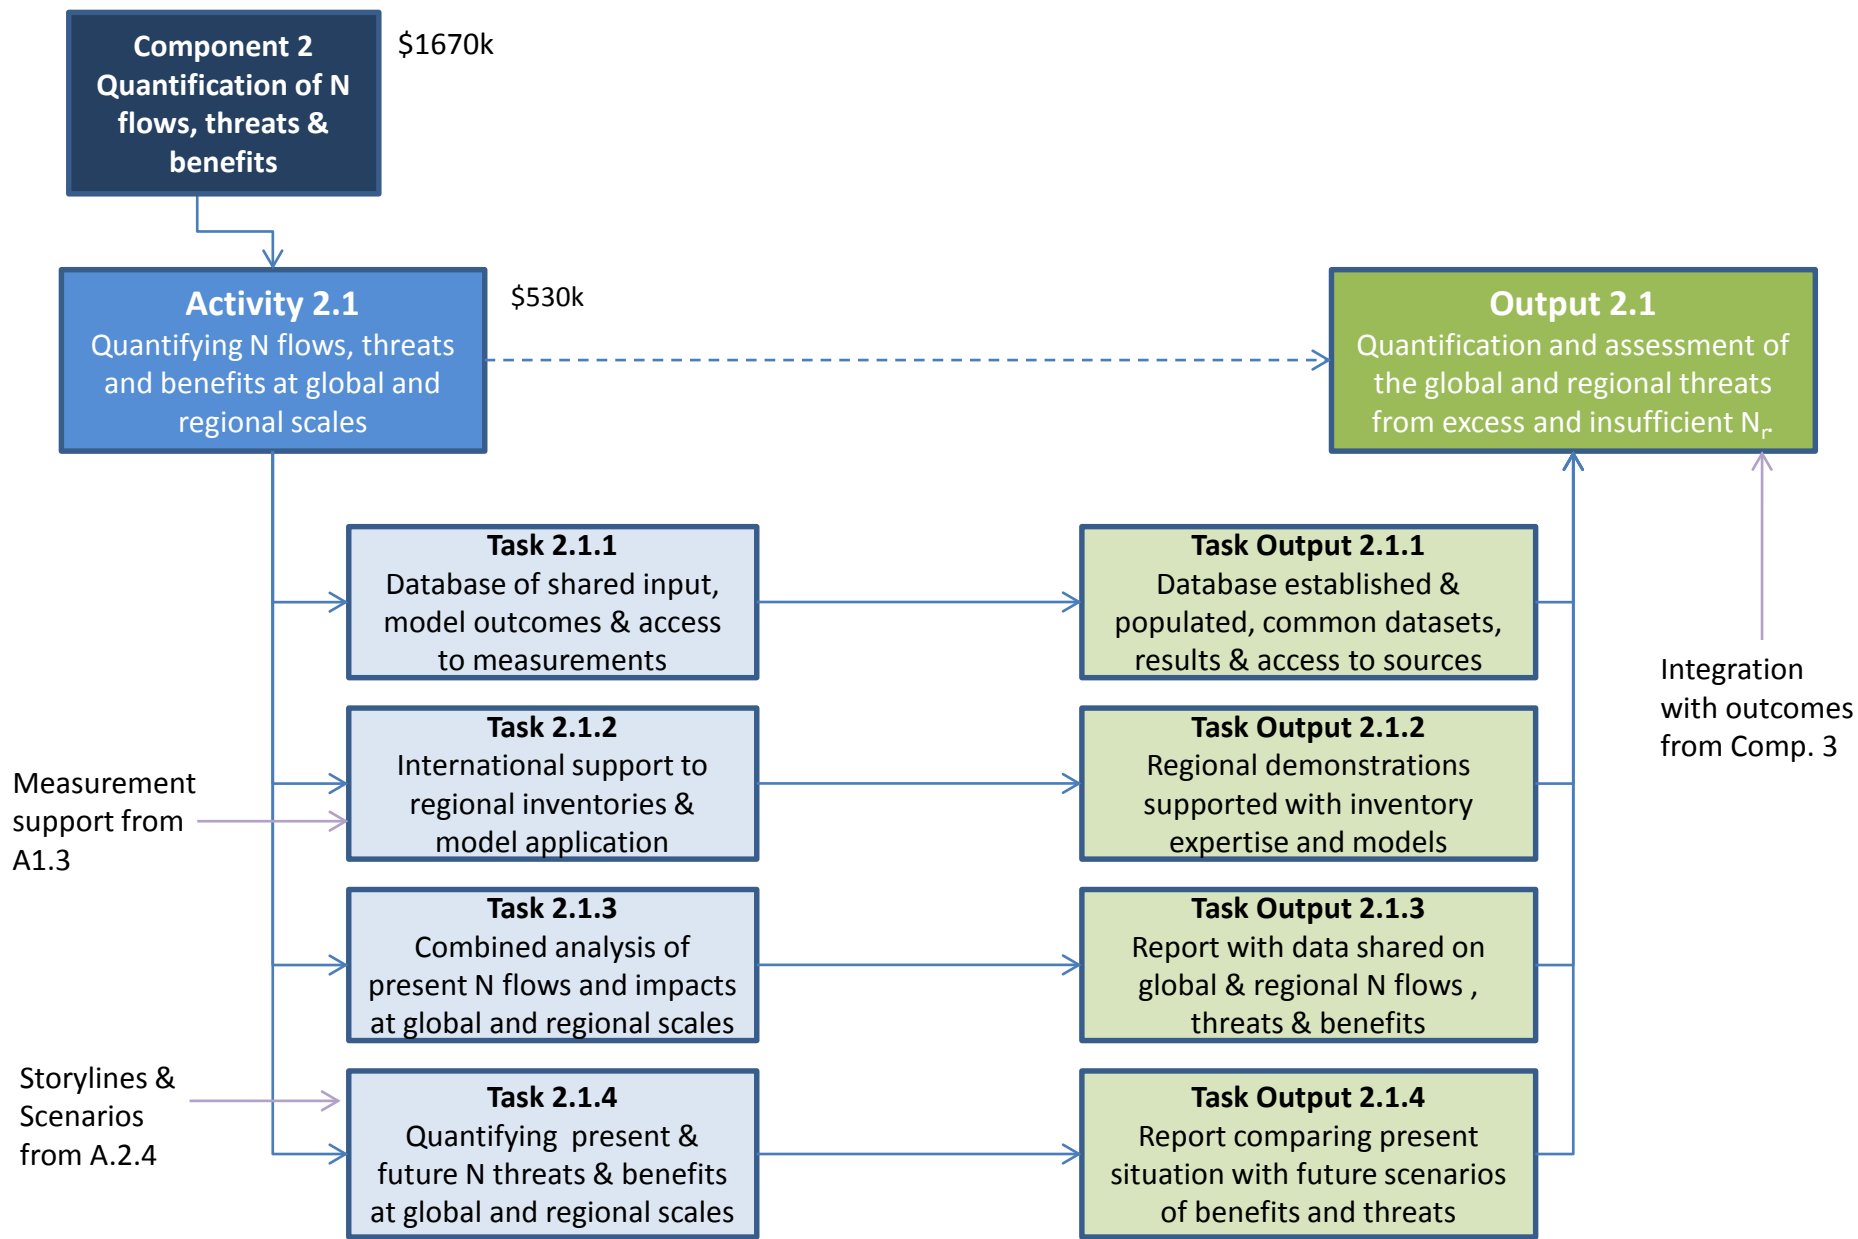 Component 2
Quantification of N
flows, threats &
benefits
$1670k
Activity 2.1
Quantifying N flows, threats
and benefits at global and
regional scales
$530k
Output 2.1
Quantification and assessment of
the global and regional threats
from excess and insufficient Nr.
Task 2.1.1
Database of shared input,
model outcomes & access
to measurements
Task Output 2.1.1
Database established &
populated, common datasets,
results & access to sources
Integration
with outcomes
from Comp. 3
Measurement
support from
A1.3
Task 2.1.2
International support to
regional inventories &
model application
Task Output 2.1.2
Regional demonstrations
supported with inventory
expertise and models
Task 2.1.3
Combined analysis of
present N flows and impacts
at global and regional scales
Task Output 2.1.3
Report with data shared on
global & regional N flows ,
threats & benefits
Storylines &
Scenarios
from A.2.4
Task 2.1.4
Quantifying  present &
future N threats & benefits
at global and regional scales
Task Output 2.1.4
Report comparing present
situation with future scenarios
of benefits and threats